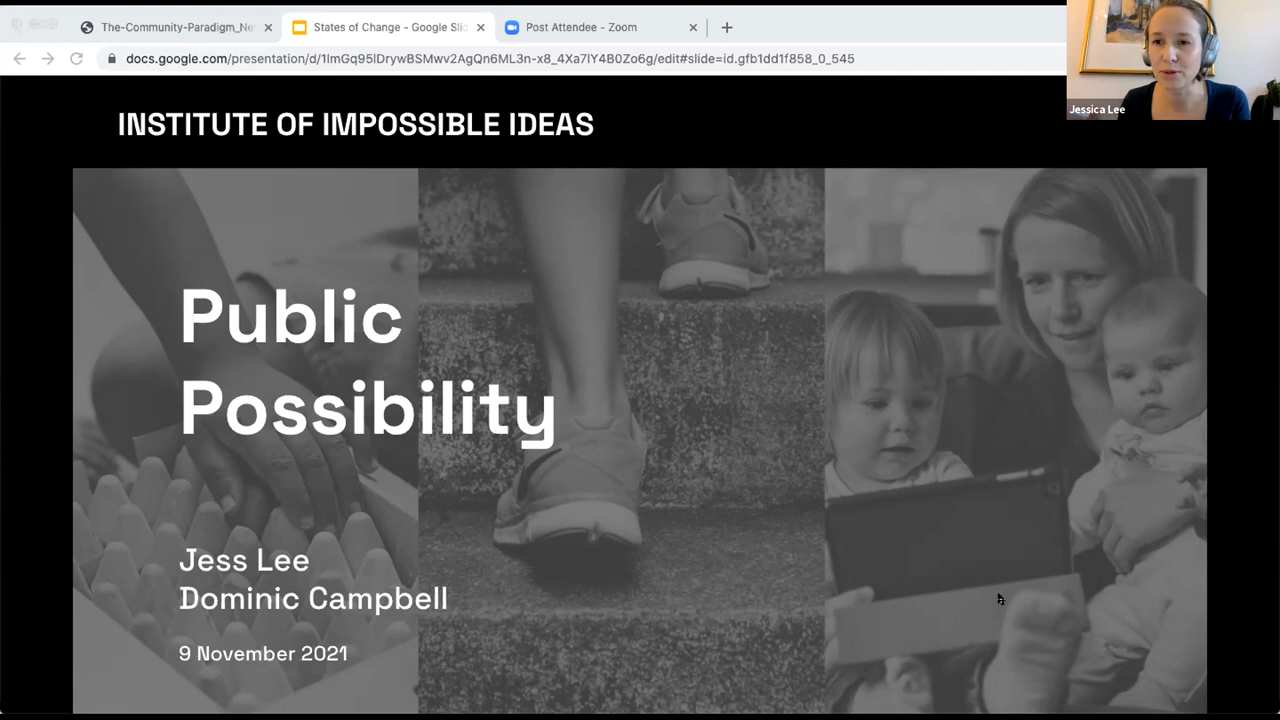 The-Community-Paradigm_Ne
States of Change - Google Slid
Post Attendee - Zoom
docs.google.com/presentation/d/1lmGq95lDrywBSMwv2AgQn6ML3n-x8_4Xa7lY4B0Zo6g/edit#slide=id.gfb1dd1f858_0_545
Jessica Lee
INSTITUTE OF IMPOSSIBLE IDEAS
Public
Possibility
Jess Lee
Dominic Campbell
9 November 2021